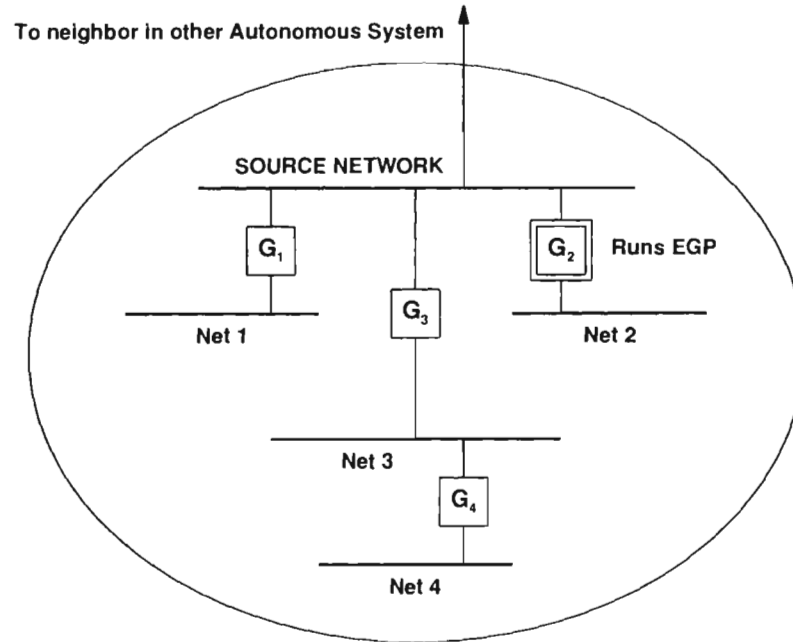 To neighbor in other Autonomous System
SOURCE NETWORK
G₁
G₂
Runs EGP
G₃
Net 1
Net 2
Net 3
G₄
Net 4